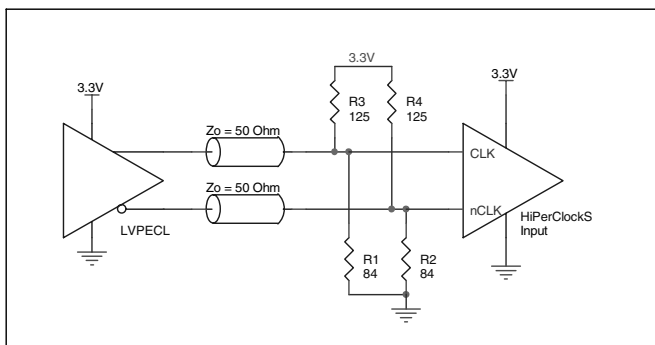 3.3V
3.3V
3.3V
R3
125
R4
125
Zo = 50 Ohm
CLK
Zo = 50 Ohm
nCLK
LVPECL
HiPerClockS
Input
R1
84
R2
84